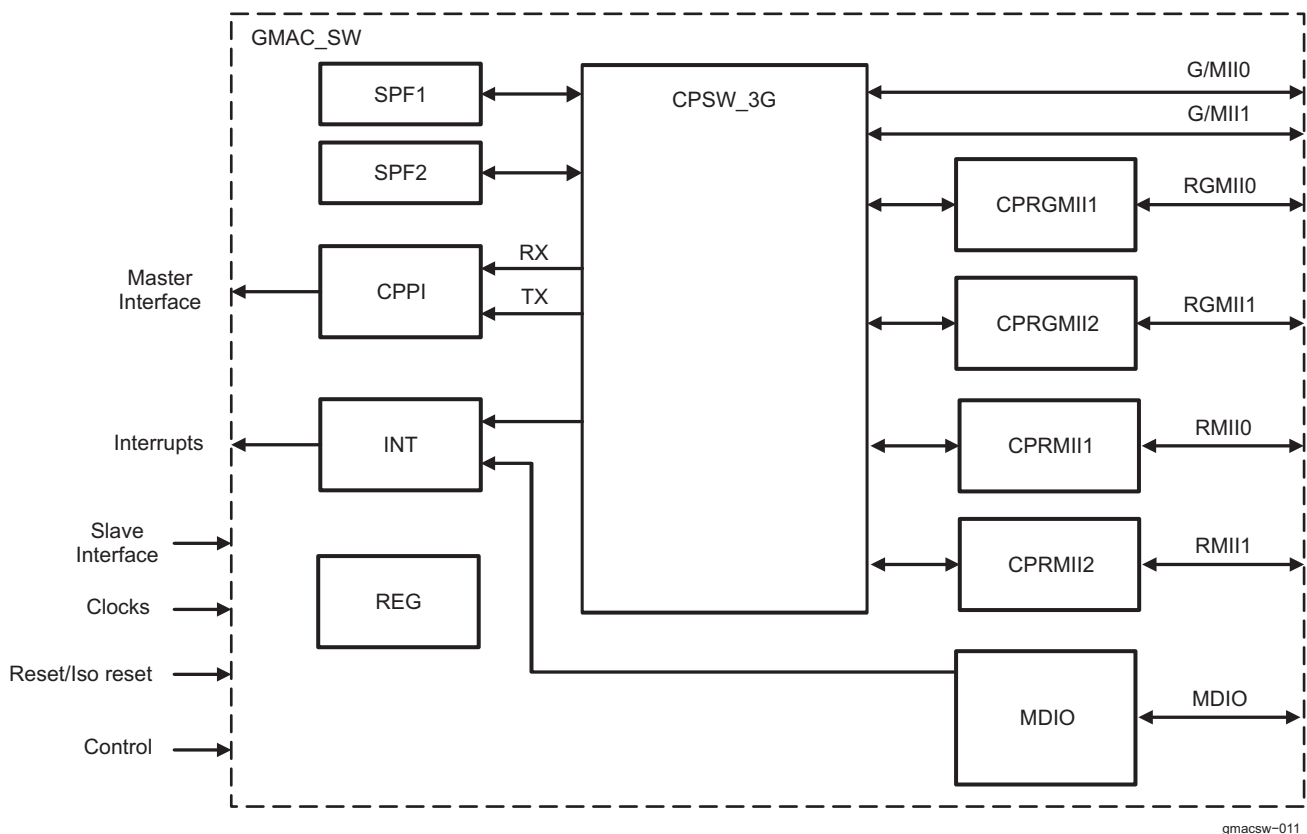 GMAC_SW
SPF1
SPF2
CPSW_3G
G/MII0
G/MII1
CPRGMII1
RGMII0
Master
Interface
CPPI
RX
TX
CPRGMII2
RGMII1
Interrupts
INT
CPRMII1
RMII0
Slave
Interface
Clocks
REG
CPRMII2
RMII1
Reset/Iso reset
Control
MDIO
MDIO
gmacsw-011